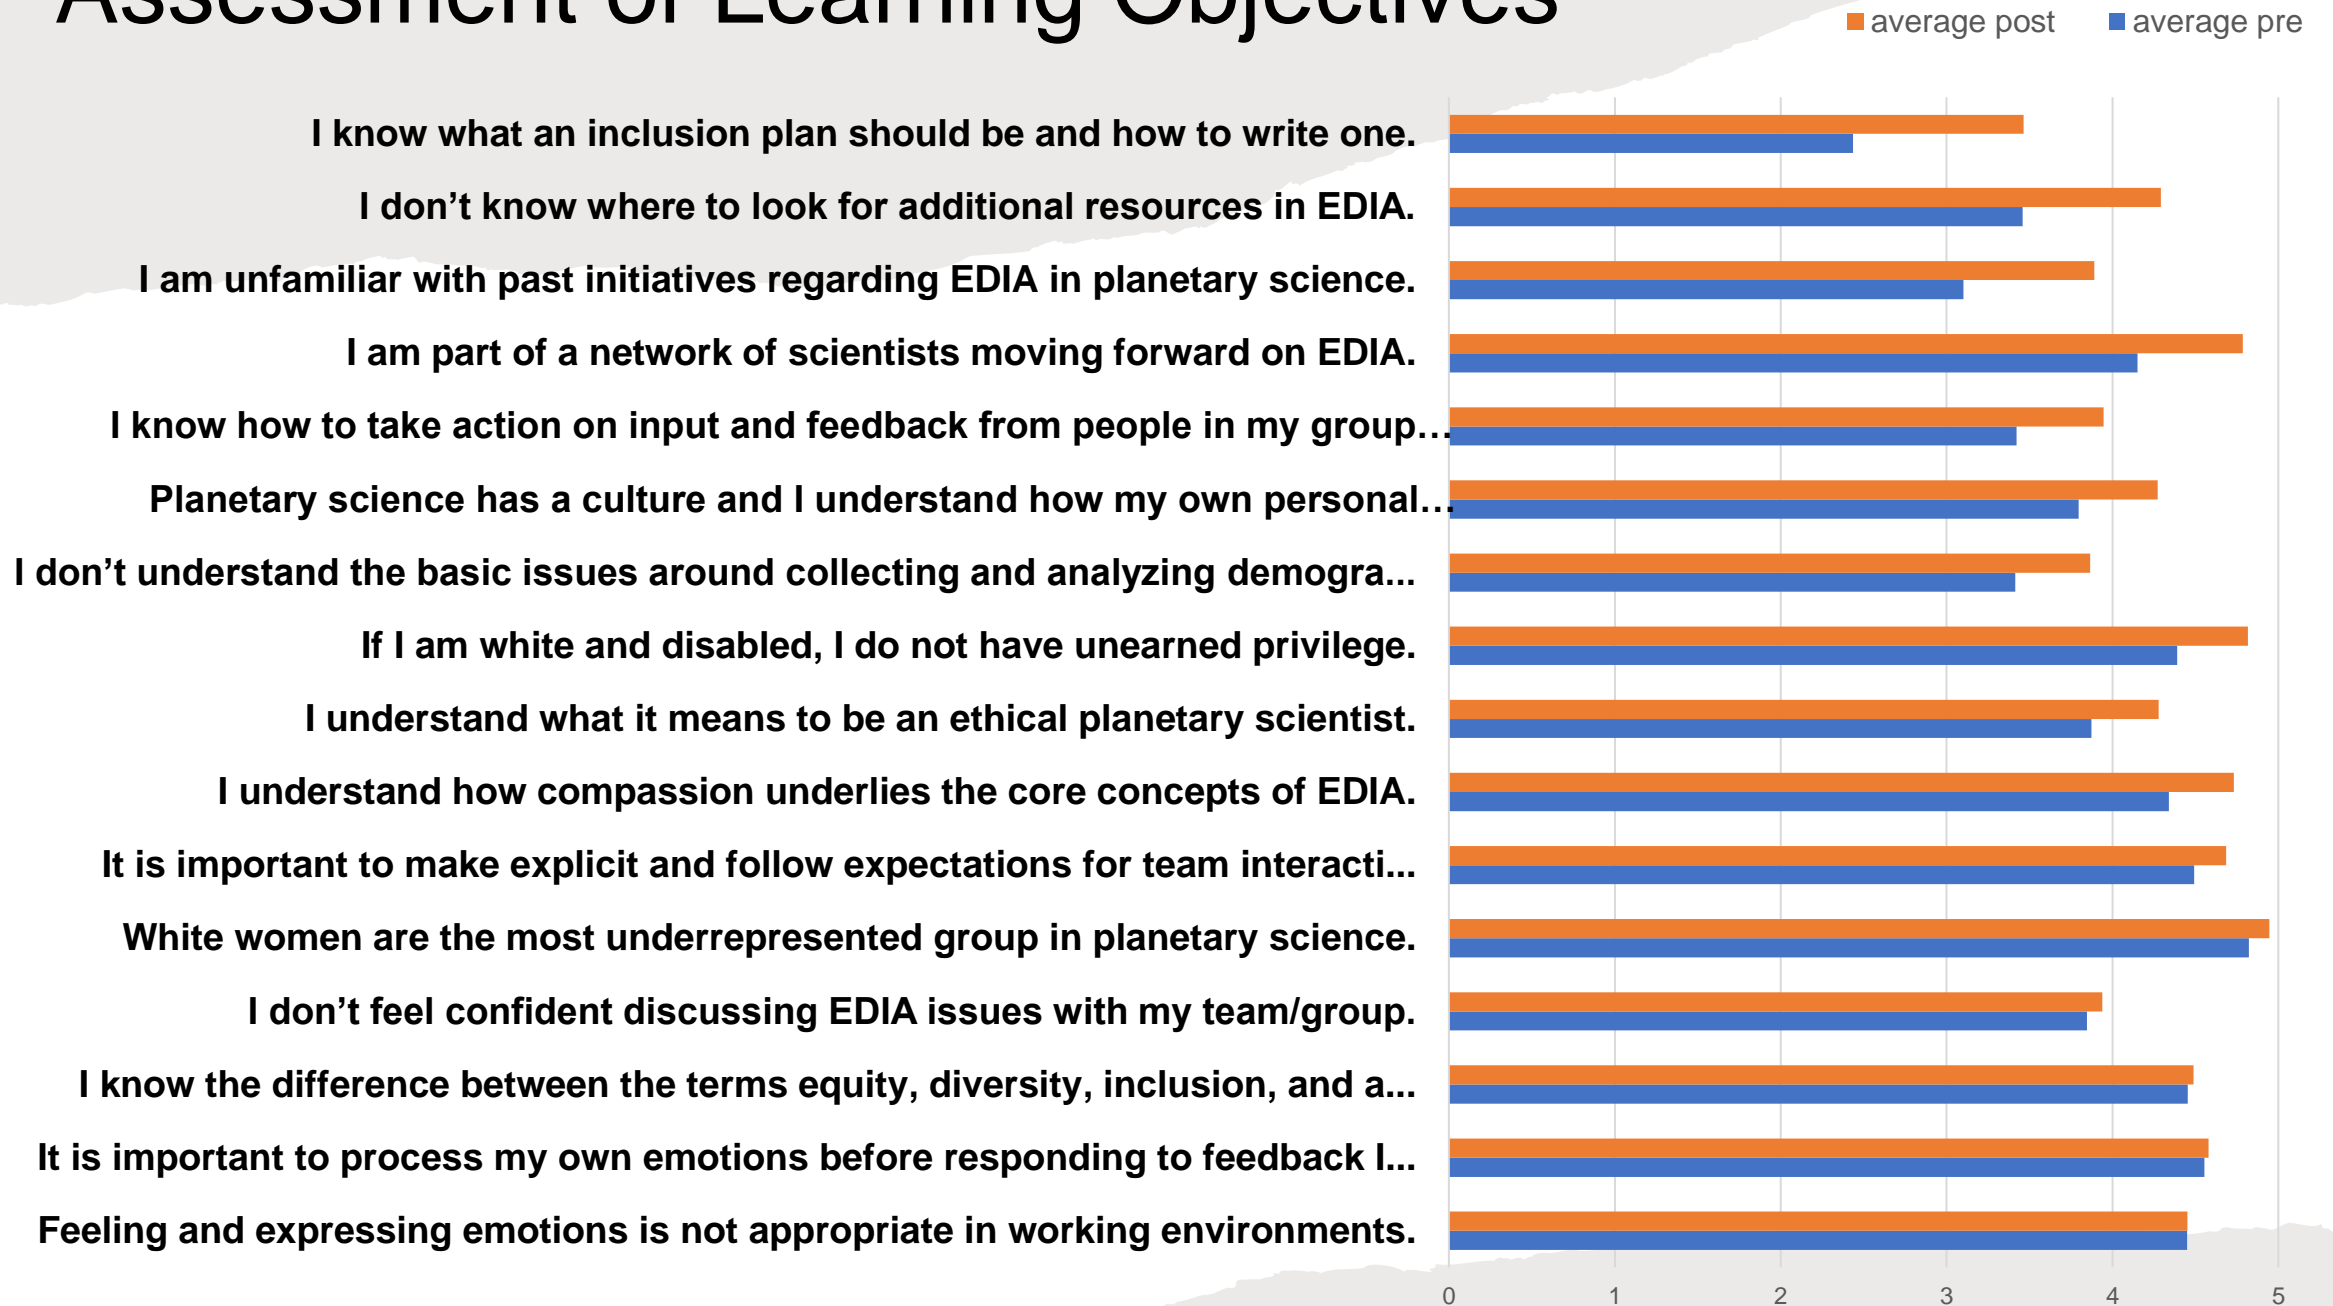 Assessment of Learning Objectives
average post average pre
I know what an inclusion plan should be and how to write one.
I don’t know where to look for additional resources in EDIA.
I am unfamiliar with past initiatives regarding EDIA in planetary science.
I am part of a network of scientists moving forward on EDIA.
I know how to take action on input and feedback from people in my group…
Planetary science has a culture and I understand how my own personal…
I don’t understand the basic issues around collecting and analyzing demogra...
If I am white and disabled, I do not have unearned privilege.
I understand what it means to be an ethical planetary scientist.
I understand how compassion underlies the core concepts of EDIA.
It is important to make explicit and follow expectations for team interacti...
White women are the most underrepresented group in planetary science.
I don’t feel confident discussing EDIA issues with my team/group.
I know the difference between the terms equity, diversity, inclusion, and a...
It is important to process my own emotions before responding to feedback I...
Feeling and expressing emotions is not appropriate in working environments.
0 1 2 3 4 5